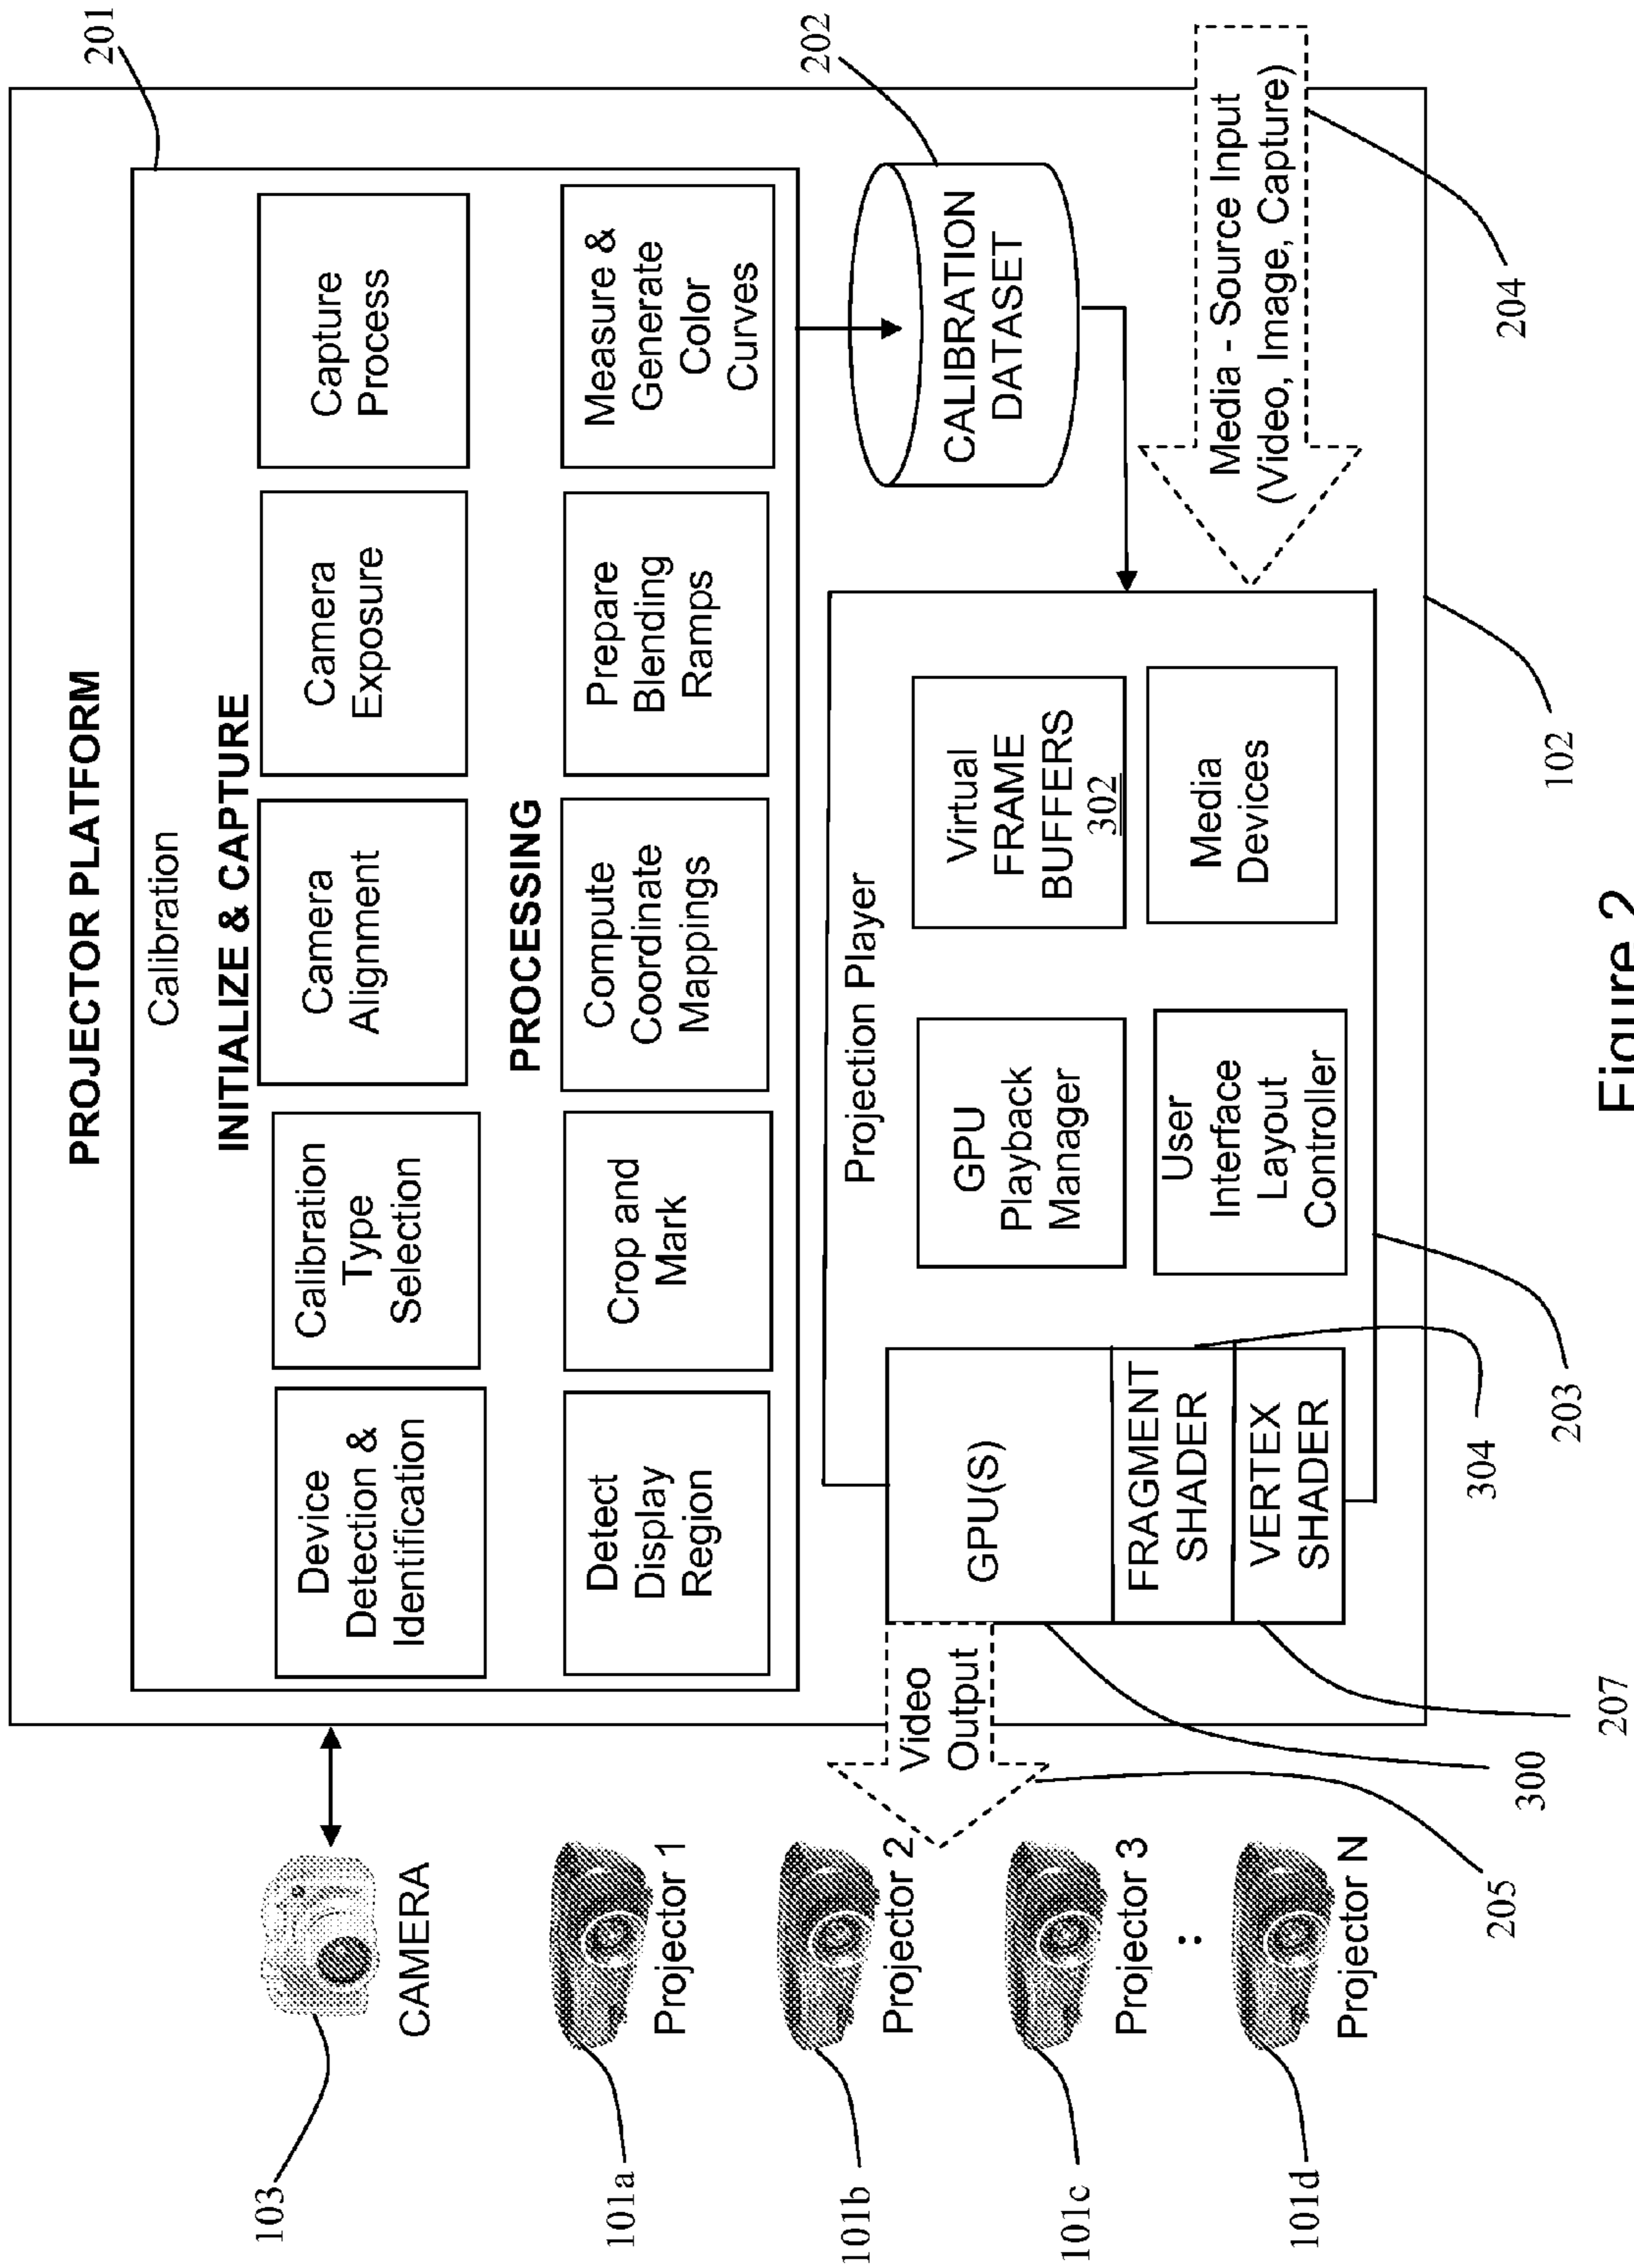 PROJECTOR PLATFORM
201
Calibration
INITIALIZE & CAPTURE
Device
Detection &
Identification
Calibration
Type
Selection
Camera
Alignment
Camera
Exposure
Capture
Process
PROCESSING
Detect
Display
Region
Crop and
Mark
Compute
Coordinate
Mappings
Prepare
Blending
Ramps
Measure &
Generate
Color
Curves
103
CAMERA
101a
Projector 1
101b
Projector 2
101c
Projector 3
:
101d
Projector N
Video
Output
205
GPU(S)
FRAGMENT
SHADER
VERTEX
SHADER
300
207
304
203
Projection Player
GPU
Playback
Manager
Virtual
FRAME
BUFFERS
302
User
Interface
Layout
Controller
Media
Devices
202
CALIBRATION
DATASET
Media - Source Input
(Video, Image, Capture)
204
102
Figure 2